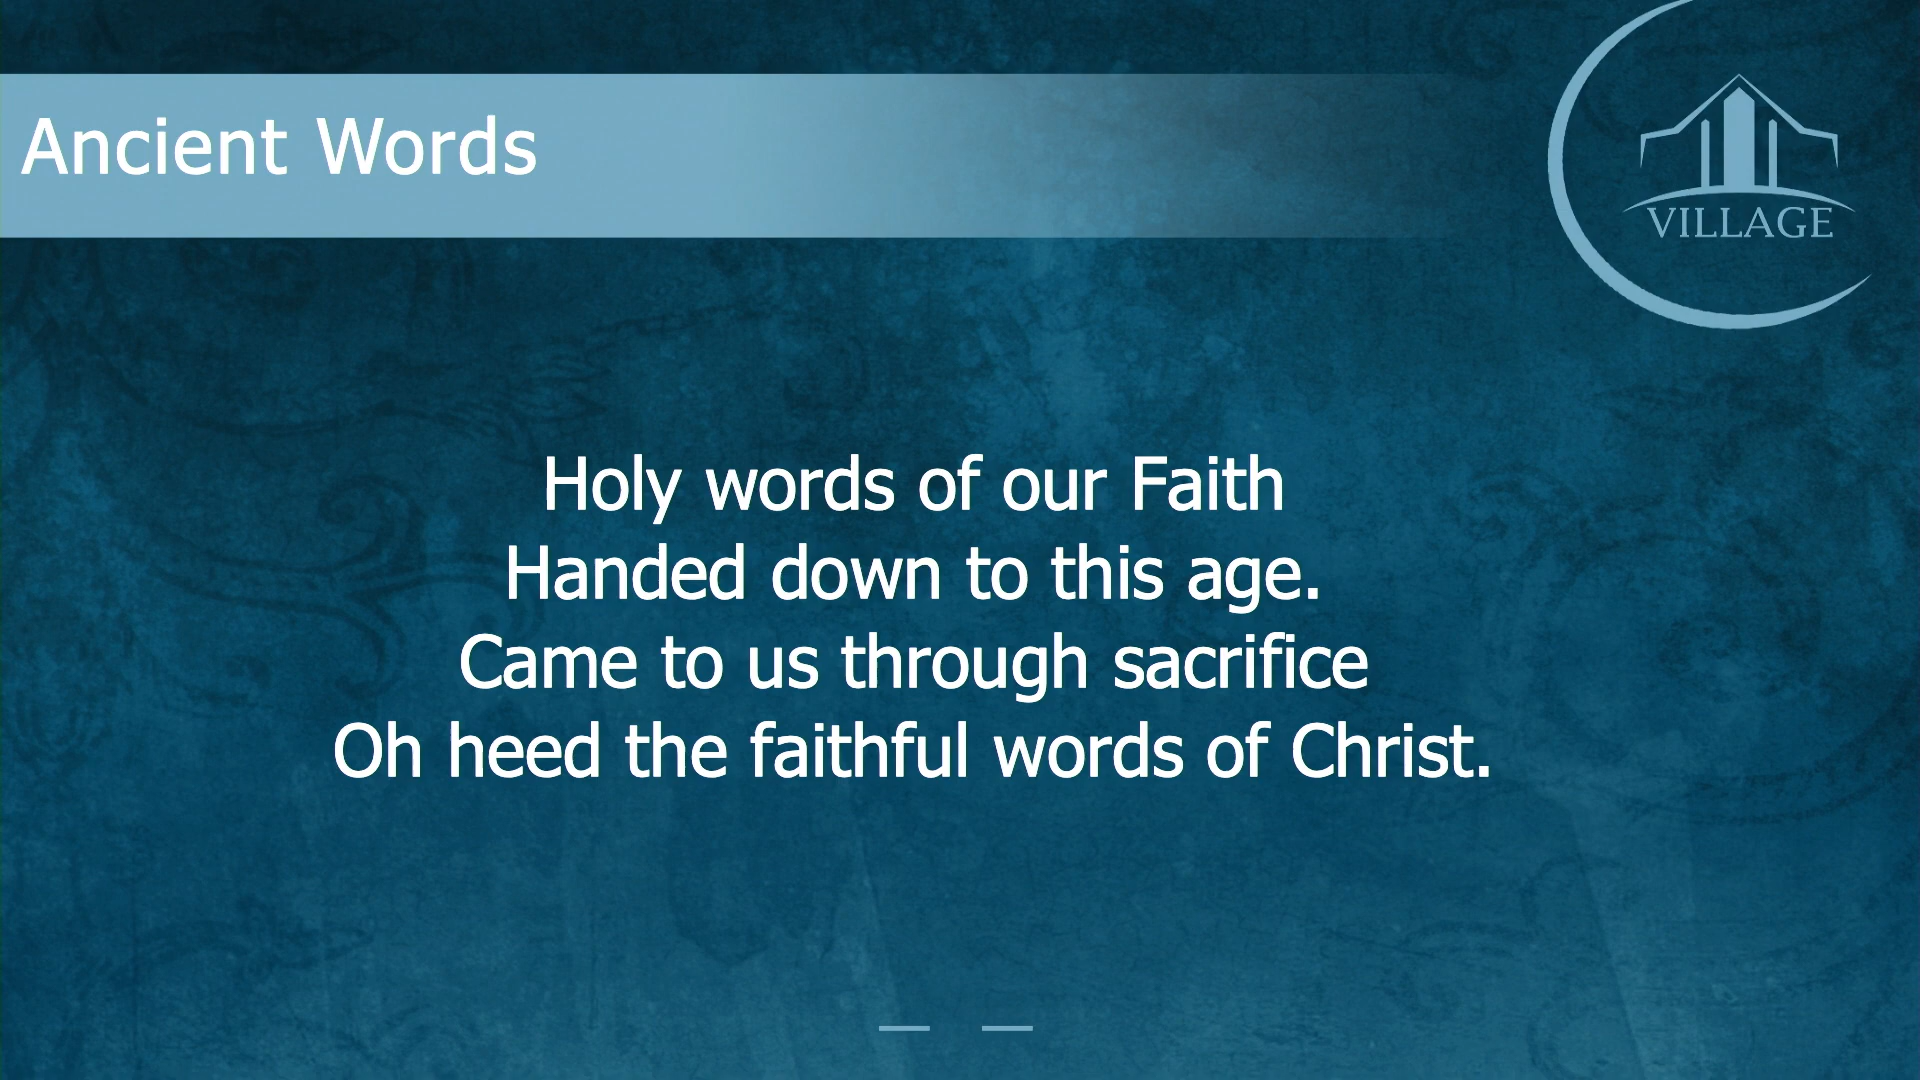 Ancient Words
VILLAGE
Holy words of our Faith
Handed down to this age.
Came to us through sacrifice
Oh heed the faithful words of Christ.